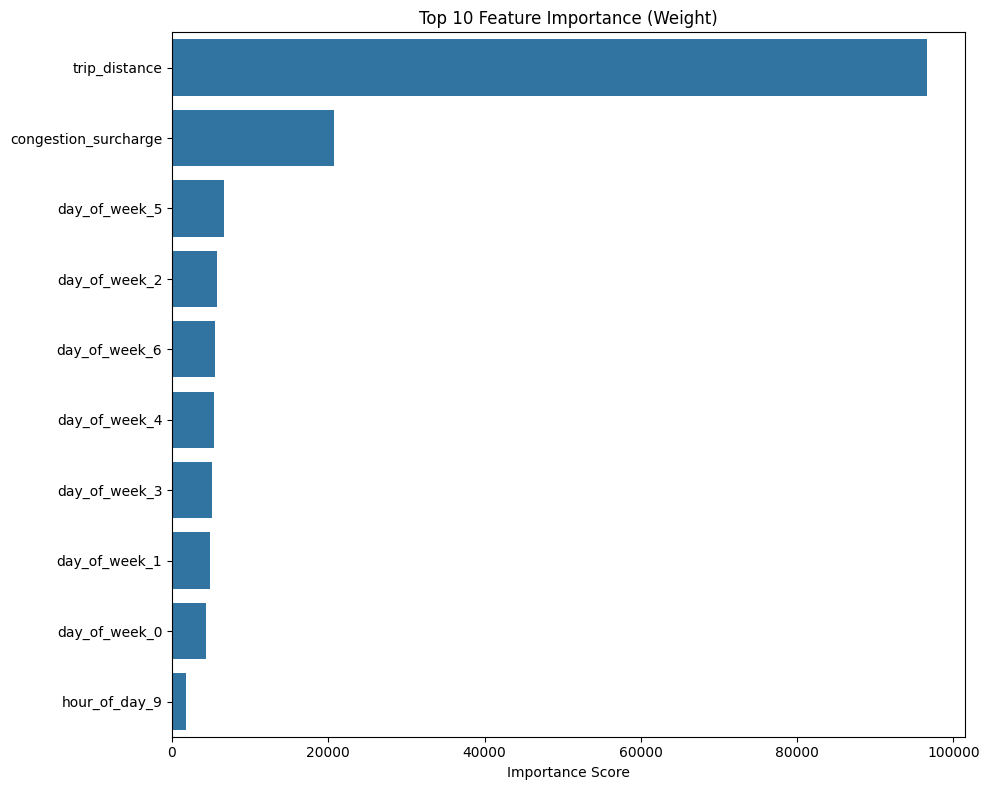 Top 10 Feature Importance (Weight)
trip_distance
congestion_surcharge
day_of_week_5
day_of_week_2
day_of_week_6
day_of_week_4
day_of_week_3
day_of_week_1
day_of_week_0
hour_of_day_9
0 20000 40000 60000 80000 100000
Importance Score